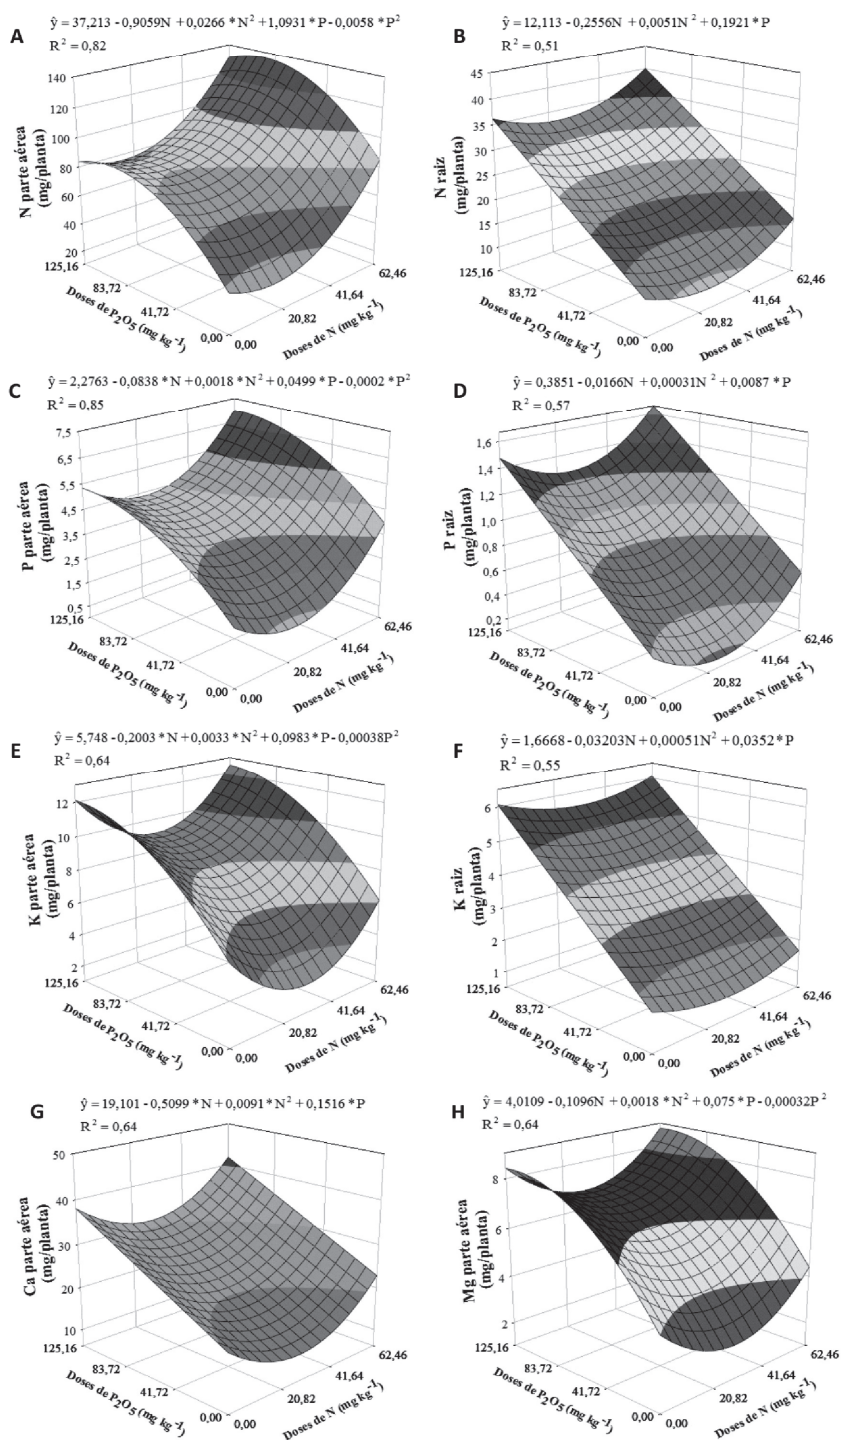 A
ŷ = 37,213 - 0,9059N + 0,0266 * N² + 1,0931 * P - 0,0058 * P²
R² = 0,82
N parte aérea
(mg/planta)
140
120
100
80
60
40
20
125,16
83,72
41,72
0,00
Doses de P₂O₅ (mg kg⁻¹)
0,00
20,82
41,64
62,46
Doses de N (mg kg⁻¹)
B
ŷ = 12,113 - 0,2556N + 0,0051N² + 0,1921 * P
R² = 0,51
N raiz
(mg/planta)
45
40
35
30
25
20
15
10
125,16
83,72
41,72
0,00
Doses de P₂O₅ (mg kg⁻¹)
0,00
20,82
41,64
62,46
Doses de N (mg kg⁻¹)
C
ŷ = 2,2763 - 0,0838 * N + 0,0018 * N² + 0,0499 * P - 0,0002 * P²
R² = 0,85
P parte aérea
(mg/planta)
7,5
6,5
5,5
4,5
3,5
2,5
1,5
0,5
125,16
83,72
41,72
0,00
Doses de P₂O₅ (mg kg⁻¹)
0,00
20,82
41,64
62,46
Doses de N (mg kg⁻¹)
D
ŷ = 0,3851 - 0,0166N + 0,00031N² + 0,0087 * P
R² = 0,57
P raiz
(mg/planta)
1,6
1,4
1,2
1,0
0,8
0,6
0,4
0,2
125,16
83,72
41,72
0,00
Doses de P₂O₅ (mg kg⁻¹)
0,00
20,82
41,64
62,46
Doses de N (mg kg⁻¹)
E
ŷ = 5,748 - 0,2003 * N + 0,0033 * N² + 0,0983 * P - 0,00038P²
R² = 0,64
K parte aérea
(mg/planta)
12
10
8
6
4
2
125,16
83,72
41,72
0,00
Doses de P₂O₅ (mg kg⁻¹)
0,00
20,82
41,64
62,46
Doses de N (mg kg⁻¹)
F
ŷ = 1,6668 - 0,03203N + 0,00051N² + 0,0352 * P
R² = 0,55
K raiz
(mg/planta)
6
5
4
3
2
1
125,16
83,72
41,72
0,00
Doses de P₂O₅ (mg kg⁻¹)
0,00
20,82
41,64
62,46
Doses de N (mg kg⁻¹)
G
ŷ = 19,101 - 0,5099 * N + 0,0091 * N² + 0,1516 * P
R² = 0,64
Ca parte aérea
(mg/planta)
50
40
30
20
10
125,16
83,72
41,72
0,00
Doses de P₂O₅ (mg kg⁻¹)
0,00
20,82
41,64
62,46
Doses de N (mg kg⁻¹)
H
ŷ = 4,0109 - 0,1096N + 0,0018 * N² + 0,075 * P - 0,00032P²
R² = 0,64
Mg parte aérea
(mg/planta)
8
6
4
2
125,16
83,72
41,72
0,00
Doses de P₂O₅ (mg kg⁻¹)
0,00
20,82
41,64
62,46
Doses de N (mg kg⁻¹)